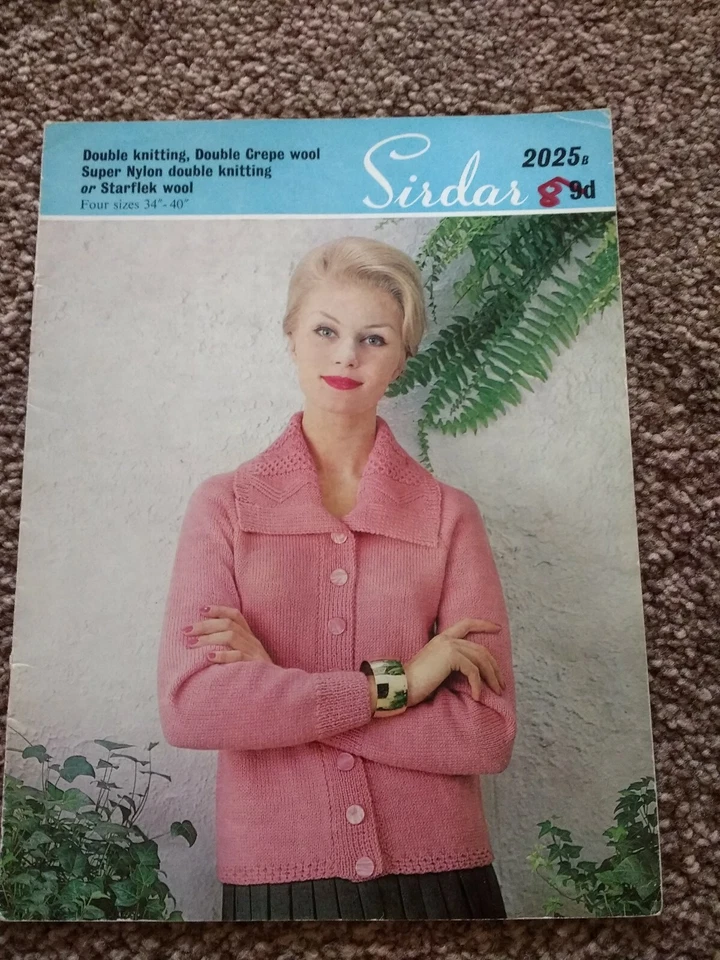 Double knitting, Double Crepe wool
Super Nylon double knitting
or Starflek wool
Four sizes 34"- 40"
Sirdar
2025B
8 9d